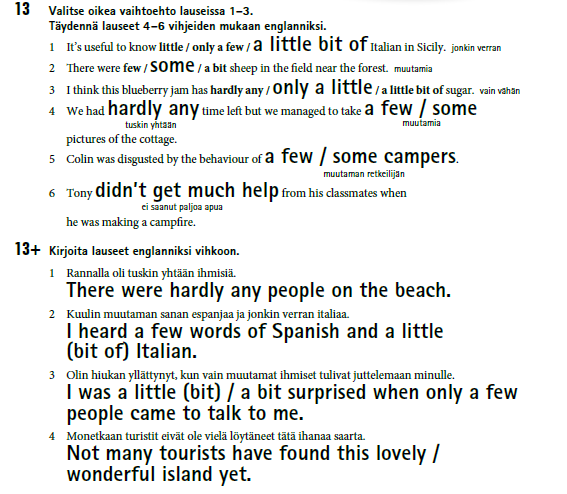 13 Valitse oikea vaihtoehto lauseissa 1–3.
Täydennä lauseet 4–6 vihjeiden mukaan englanniksi.
1 It's useful to know little / only a few / a little bit of Italian in Sicily. jonkin verran
2 There were few / some / a bit sheep in the field near the forest. muutamia
3 I think this blueberry jam has hardly any / only a little / a little bit of sugar. vain vähän
4 We had hardly any time left but we managed to take a few / some
tuskin yhtään muutamia
pictures of the cottage.
5 Colin was disgusted by the behaviour of a few / some campers.
muutaman retkeilijän
6 Tony didn't get much help from his classmates when
ei saanut paljoa apua
he was making a campfire.
13+ Kirjoita lauseet englanniksi vihkoon.
1 Rannalla oli tuskin yhtään ihmisiä.
There were hardly any people on the beach.
2 Kuulin muutaman sanan espanjaa ja jonkin verran italiaa.
I heard a few words of Spanish and a little
(bit of) Italian.
3 Olin hiukan yllättynyt, kun vain muutamat ihmiset tulivat juttelemaan minulle.
I was a little (bit) / a bit surprised when only a few
people came to talk to me.
4 Monetkaan turistit eivät ole vielä löytäneet tätä ihanaa saarta.
Not many tourists have found this lovely /
wonderful island yet.